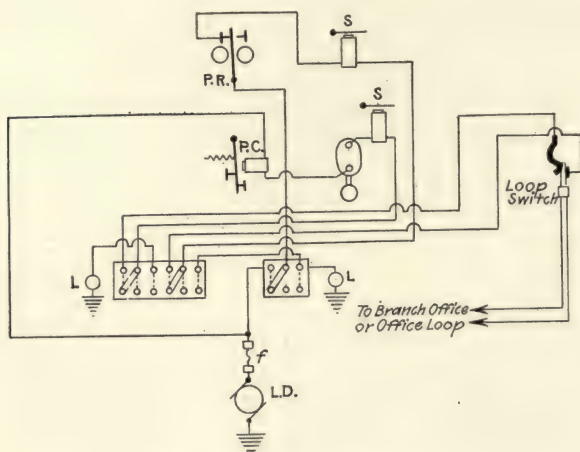 S
P.R.
S
P.C.
Loop
Switch
L
L
To Branch Office
or Office Loop
f
L.D.